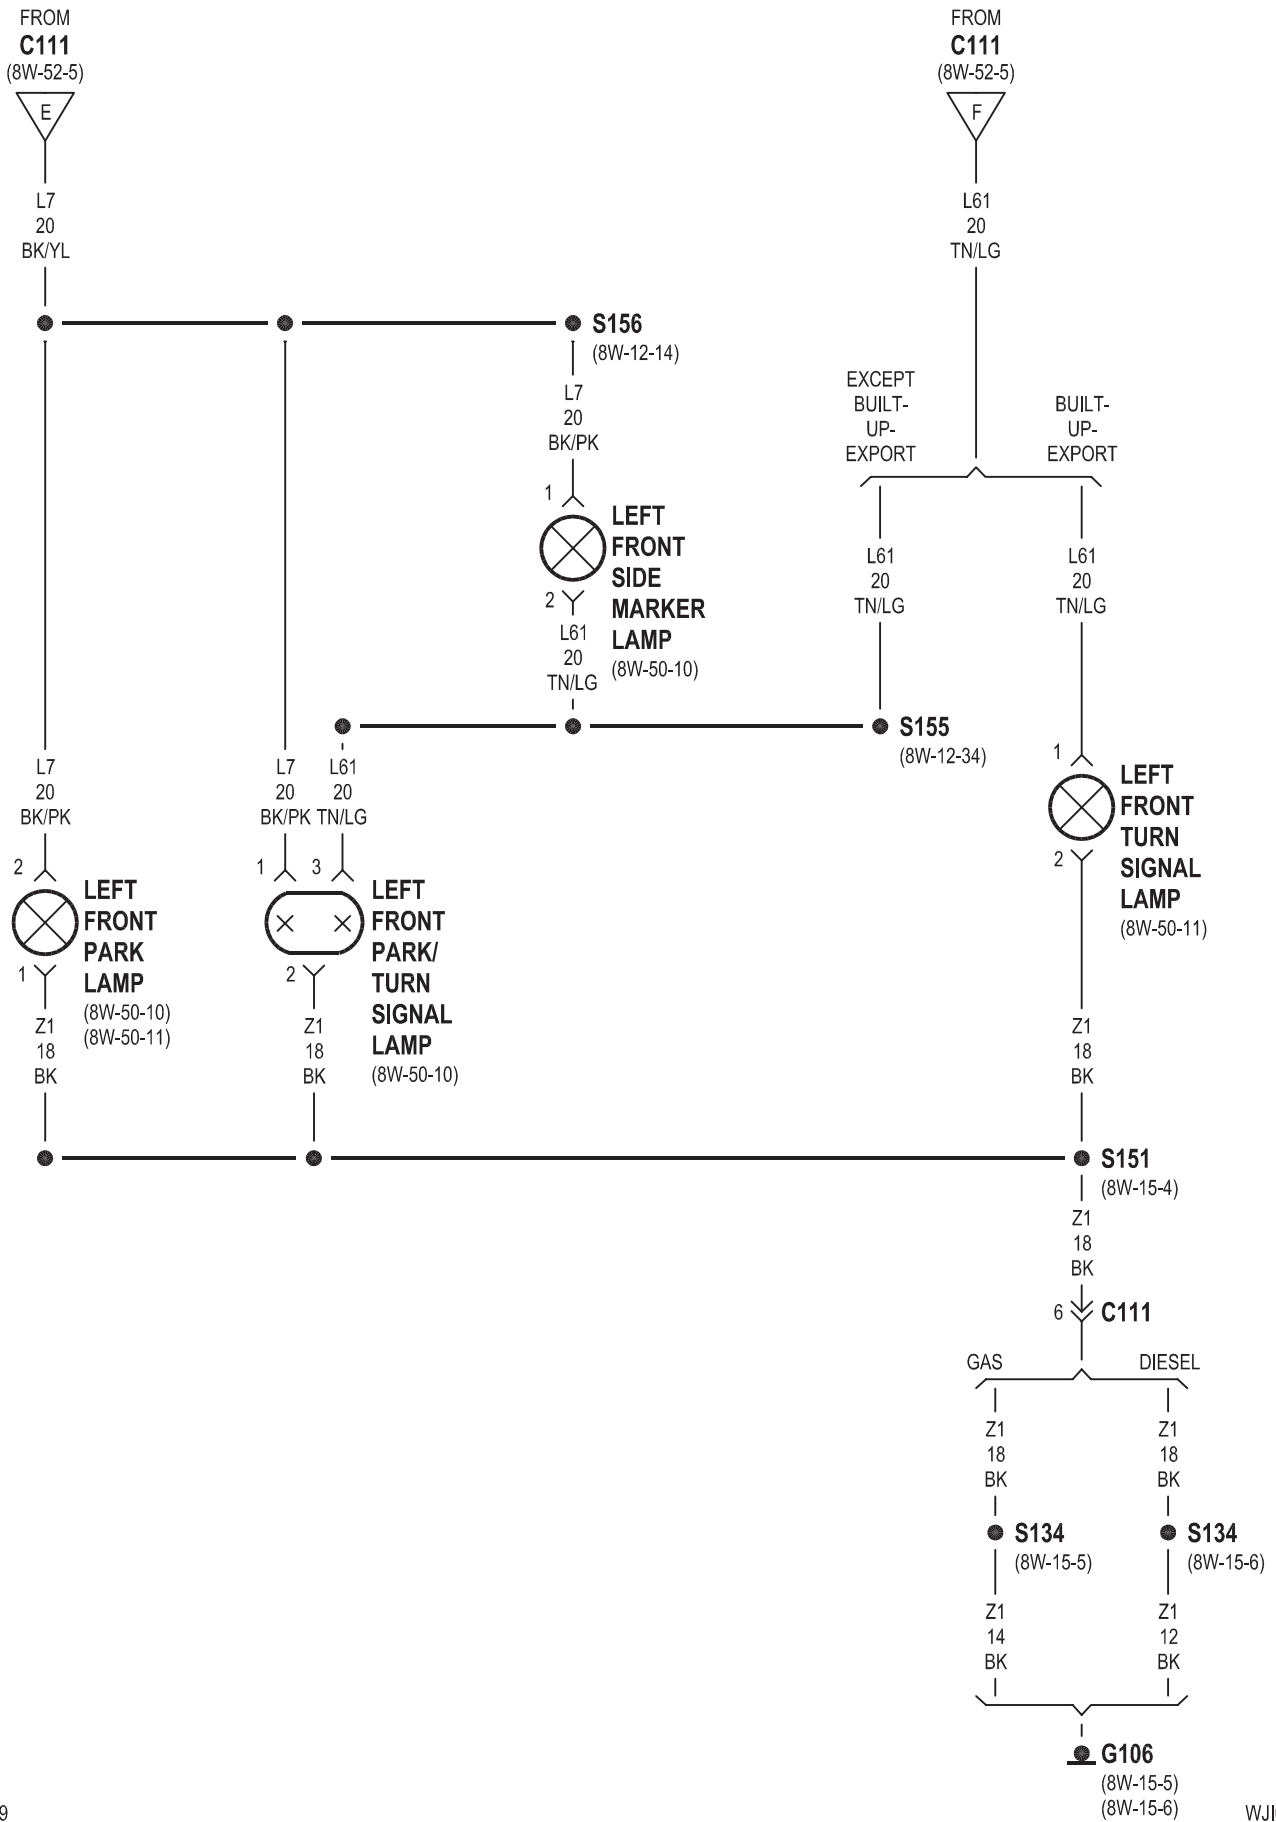 FROM
C111
(8W-52-5)
E
L7
20
BK/YL
FROM
C111
(8W-52-5)
F
L61
20
TN/LG
S156
(8W-12-14)
L7
20
BK/PK
1
LEFT
FRONT
SIDE
MARKER
LAMP
(8W-50-10)
2
L61
20
TN/LG
EXCEPT
BUILT-
UP-
EXPORT
BUILT-
UP-
EXPORT
L61
20
TN/LG
L61
20
TN/LG
S155
(8W-12-34)
L7
20
BK/PK
2
LEFT
FRONT
PARK
LAMP
(8W-50-10)
(8W-50-11)
1
Z1
18
BK
L7
20
BK/PK
L61
20
TN/LG
1
3
LEFT
FRONT
PARK/
TURN
SIGNAL
LAMP
(8W-50-10)
2
Z1
18
BK
1
LEFT
FRONT
TURN
SIGNAL
LAMP
(8W-50-11)
2
Z1
18
BK
S151
(8W-15-4)
Z1
18
BK
6
C111
GAS
DIESEL
Z1
18
BK
Z1
18
BK
S134
(8W-15-5)
S134
(8W-15-6)
Z1
14
BK
Z1
12
BK
G106
(8W-15-5)
(8W-15-6)
9